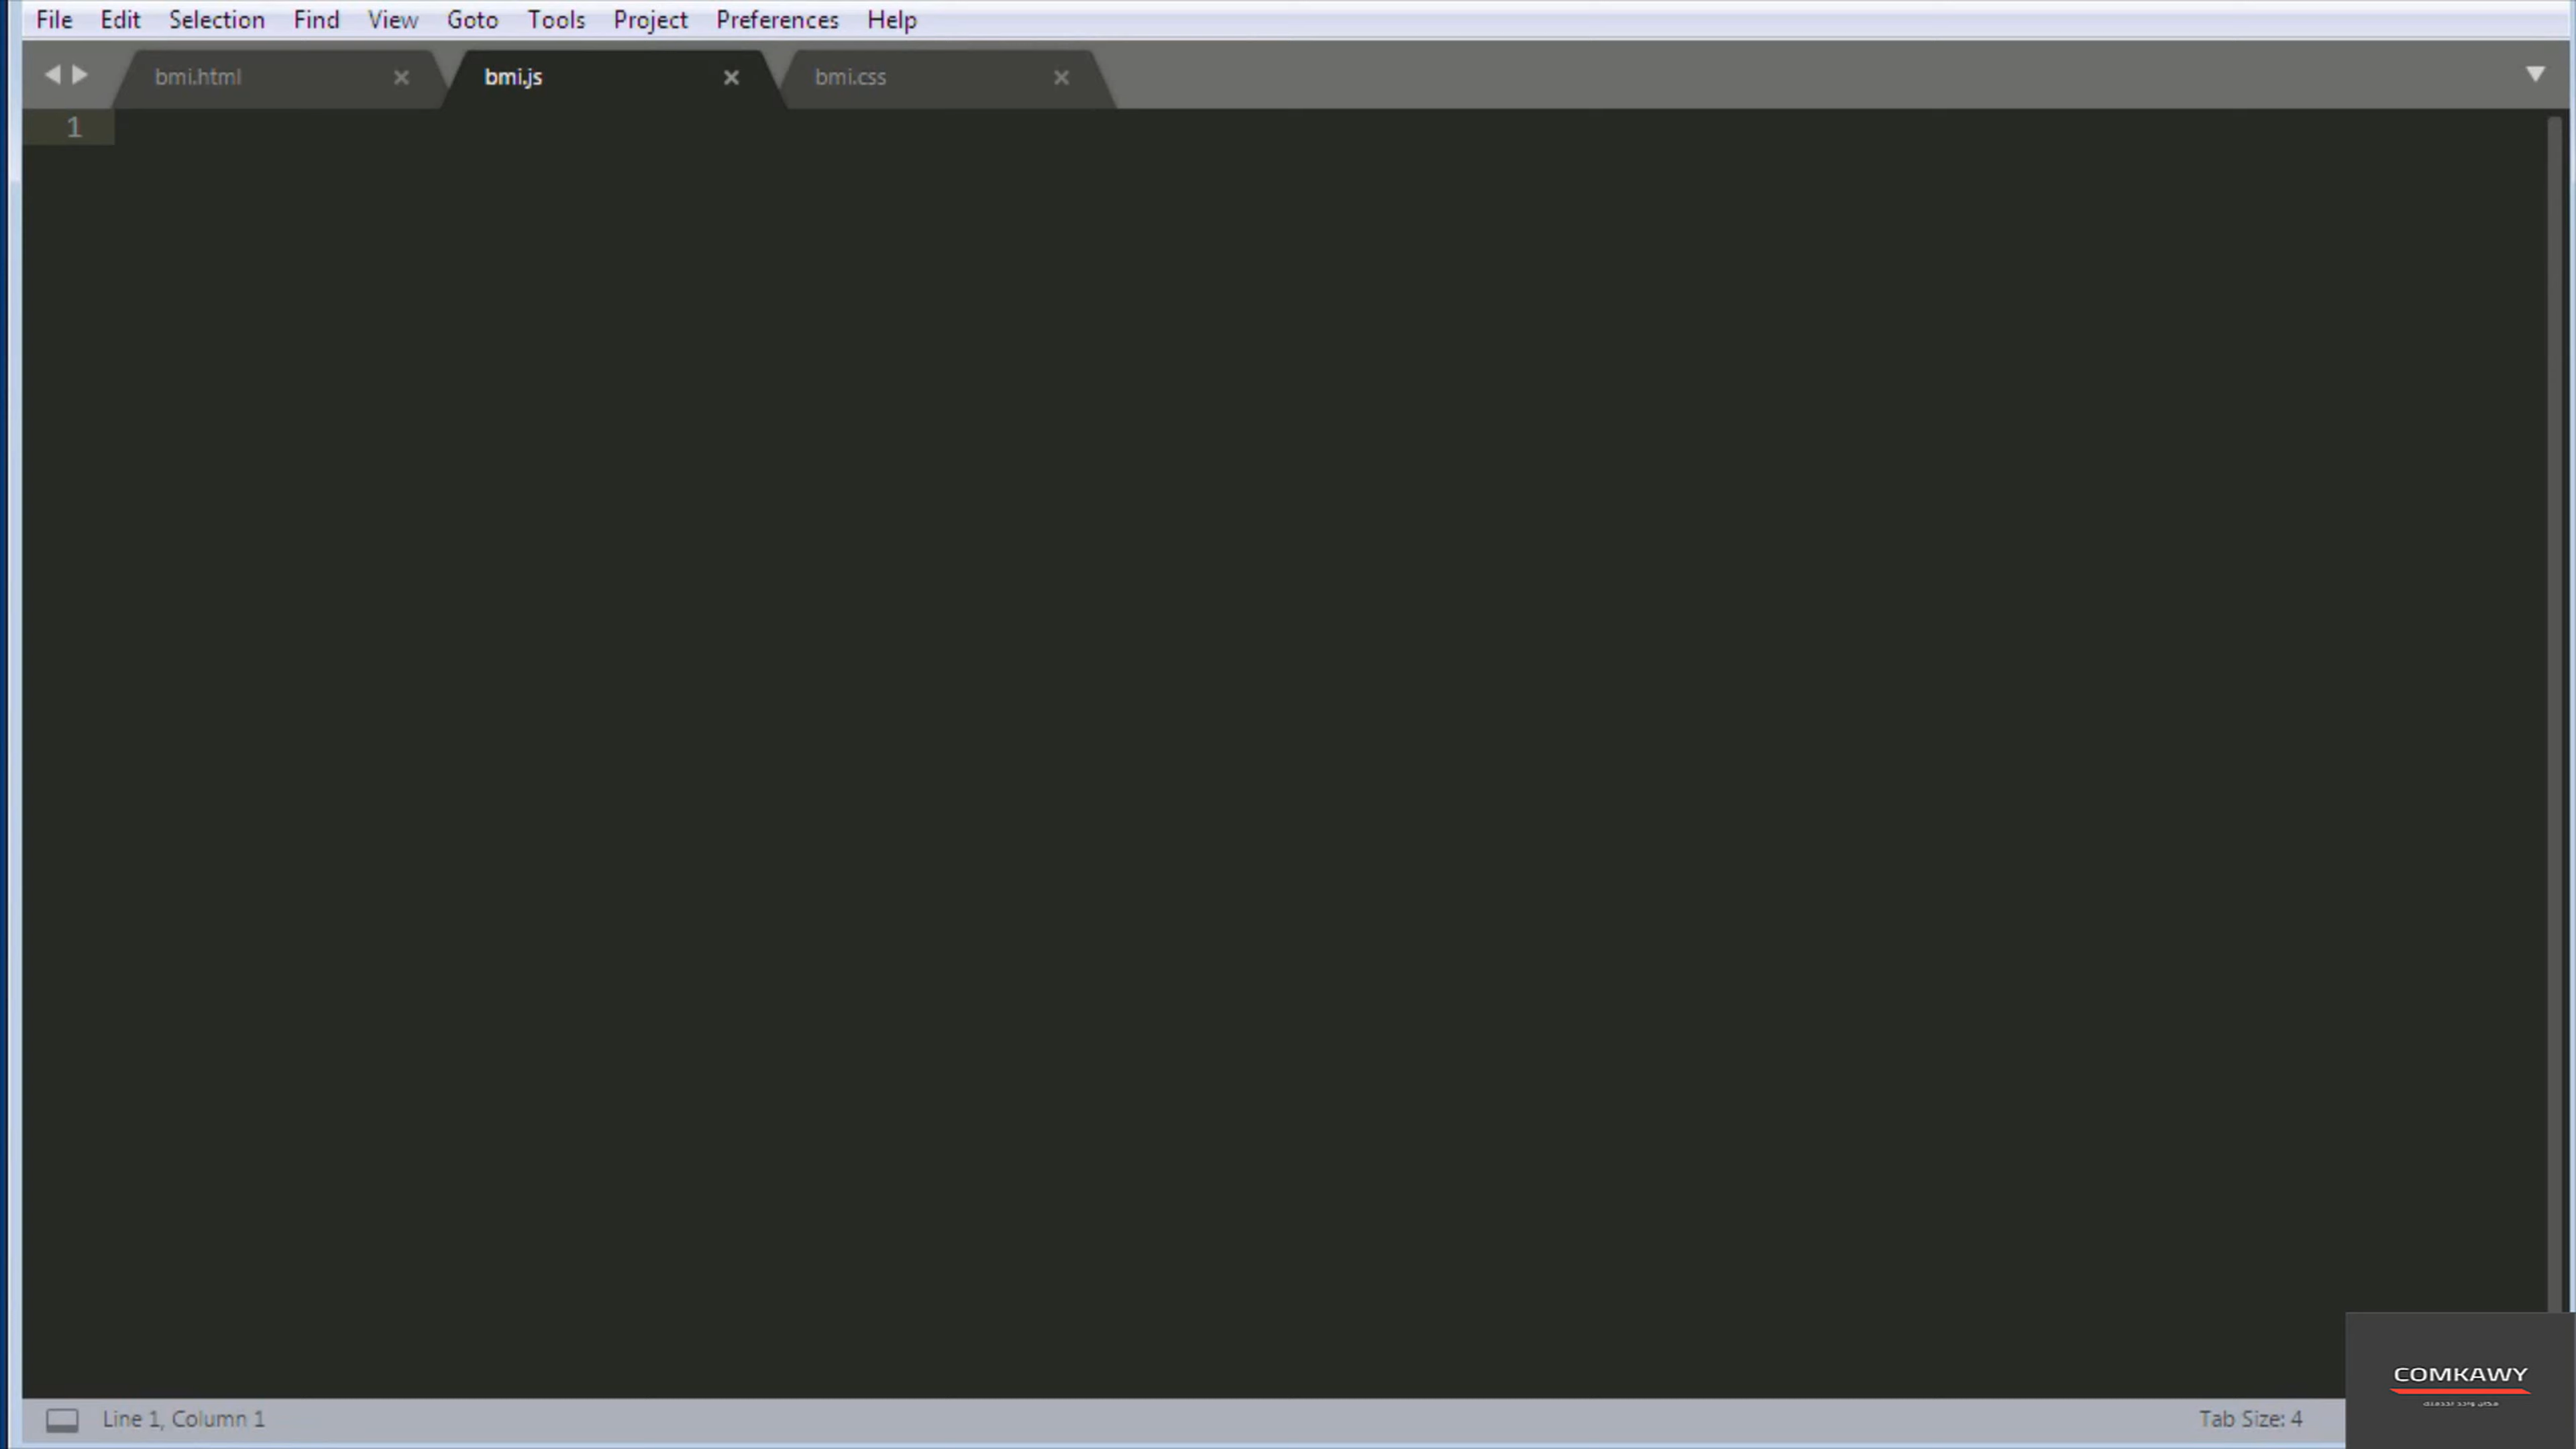 File Edit Selection Find View Goto Tools Project Preferences Help
bmi.html bmi.js bmi.css
1
COMKAWY
Line 1, Column 1 Tab Size: 4